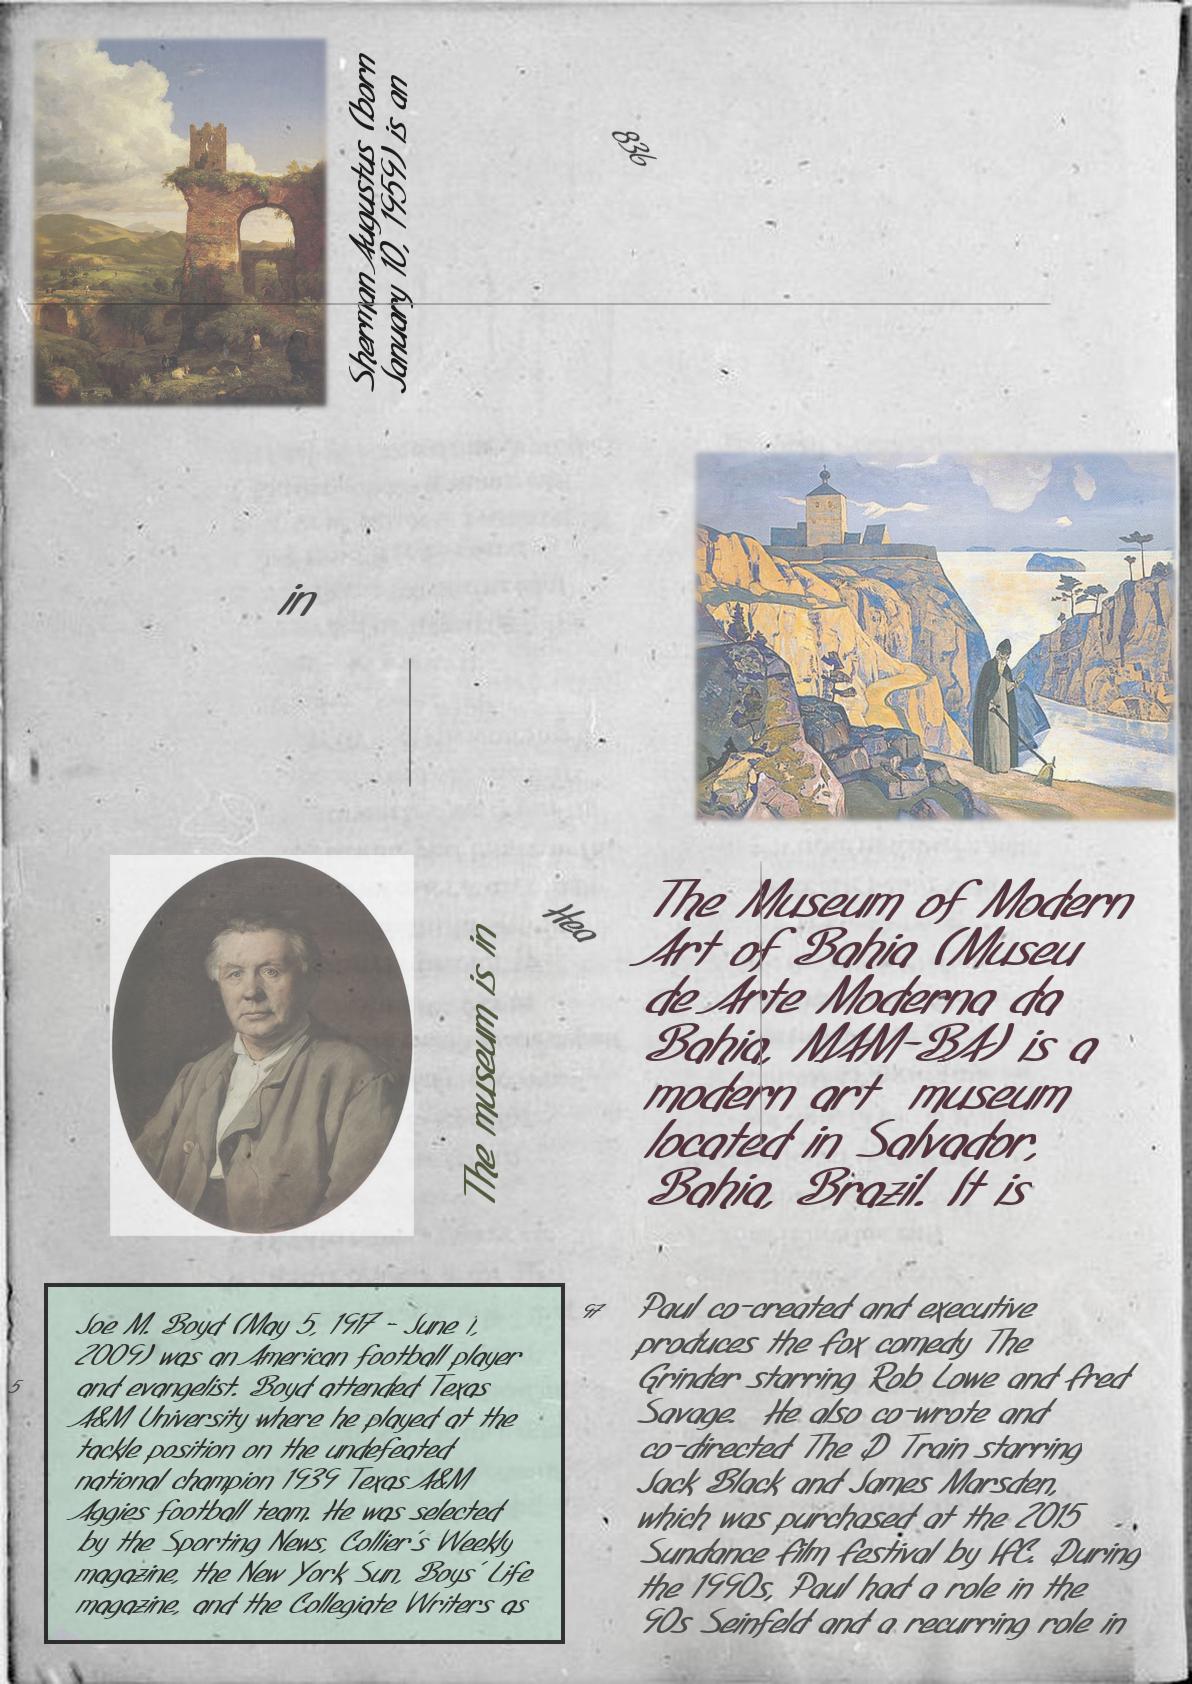 Sherman Augustus (born
January 10, 1959) is an
836
in
The museum is in
Hea
The Museum of Modern
Art of Bahia (Museu
de Arte Moderna da
Bahia, MAM-BA) is a
modern art museum
located in Salvador,
Bahia, Brazil. It is
Joe M. Boyd (May 5, 1917 - June 1,
2009) was an American football player
and evangelist. Boyd attended Texas
A&M University where he played at the
tackle position on the undefeated
national champion 1939 Texas A&M
Aggies football team. He was selected
by the Sporting News, Collier's Weekly
magazine, the New York Sun, Boys' Life
magazine, and the Collegiate Writers as
5
97
Paul co-created and executive
produces the fox comedy The
Grinder starring Rob Lowe and fred
Savage. He also co-wrote and
co-directed The D Train starring
Jack Black and James Marsden,
which was purchased at the 2015
Sundance film festival by IfC. During
the 1990s, Paul had a role in the
90s Seinfeld and a recurring role in